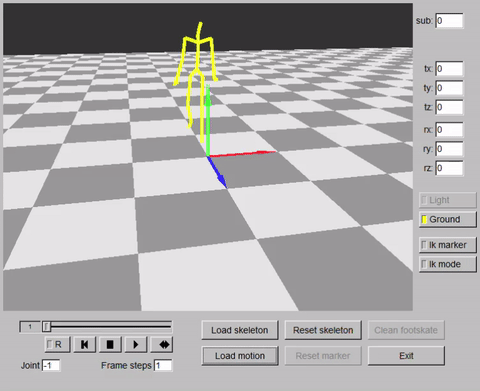 sub: 0
tx: 0
ty: 0
tz: 0
rx: 0
ry: 0
rz: 0
Light
Ground
Ik marker
Ik mode
1
R
Load skeleton Reset skeleton Clean footskate
Load motion Reset marker Exit
Joint -1 Frame steps 1